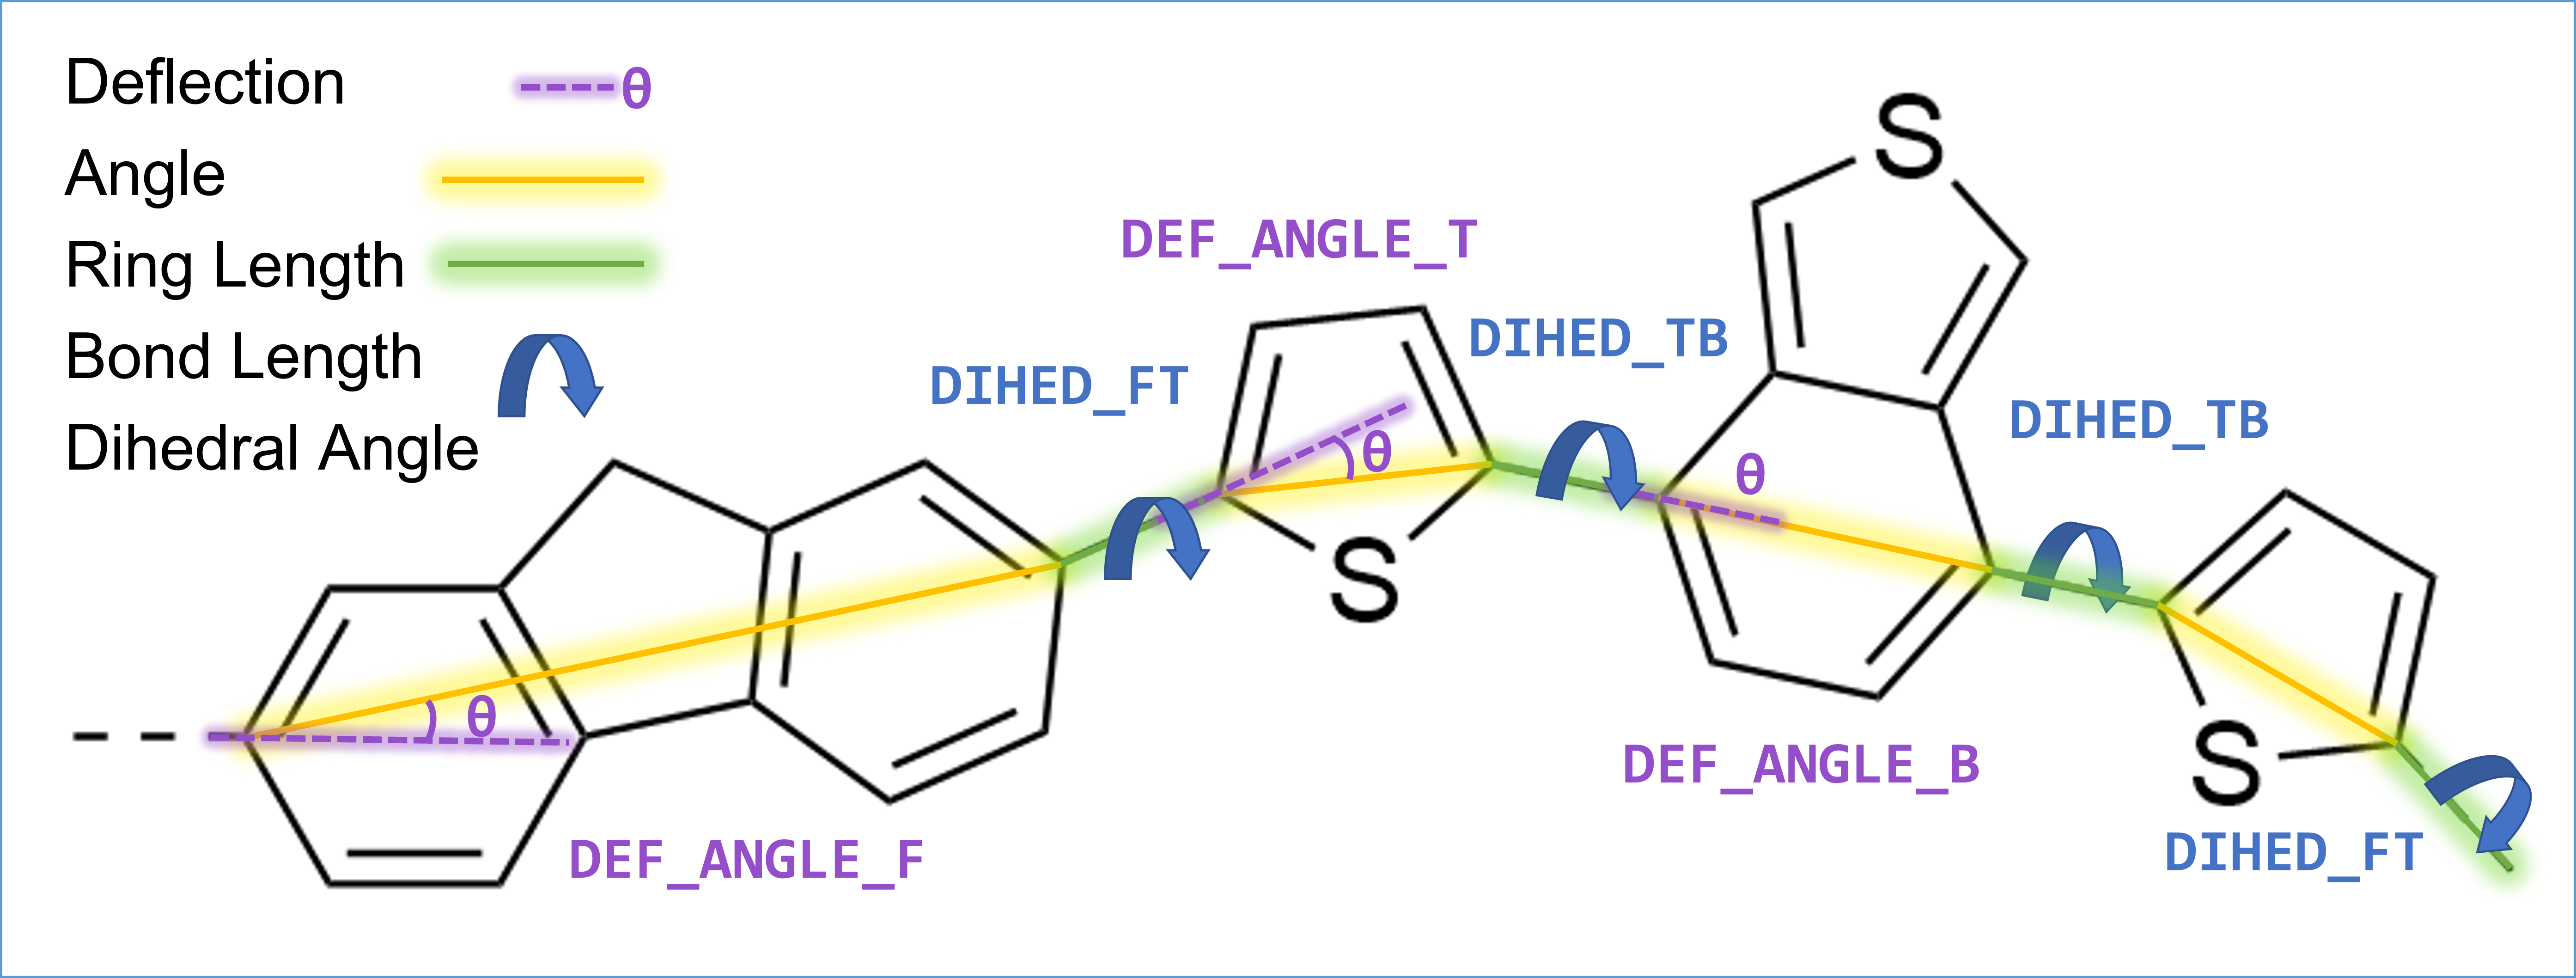 Deflection θ
Angle
Ring Length
Bond Length
Dihedral Angle
S
DEF_ANGLE_T
DIHED_TB
DIHED_FT
DIHED_TB
θ
θ
S
θ
DEF_ANGLE_B
S
DEF_ANGLE_F
DIHED_FT